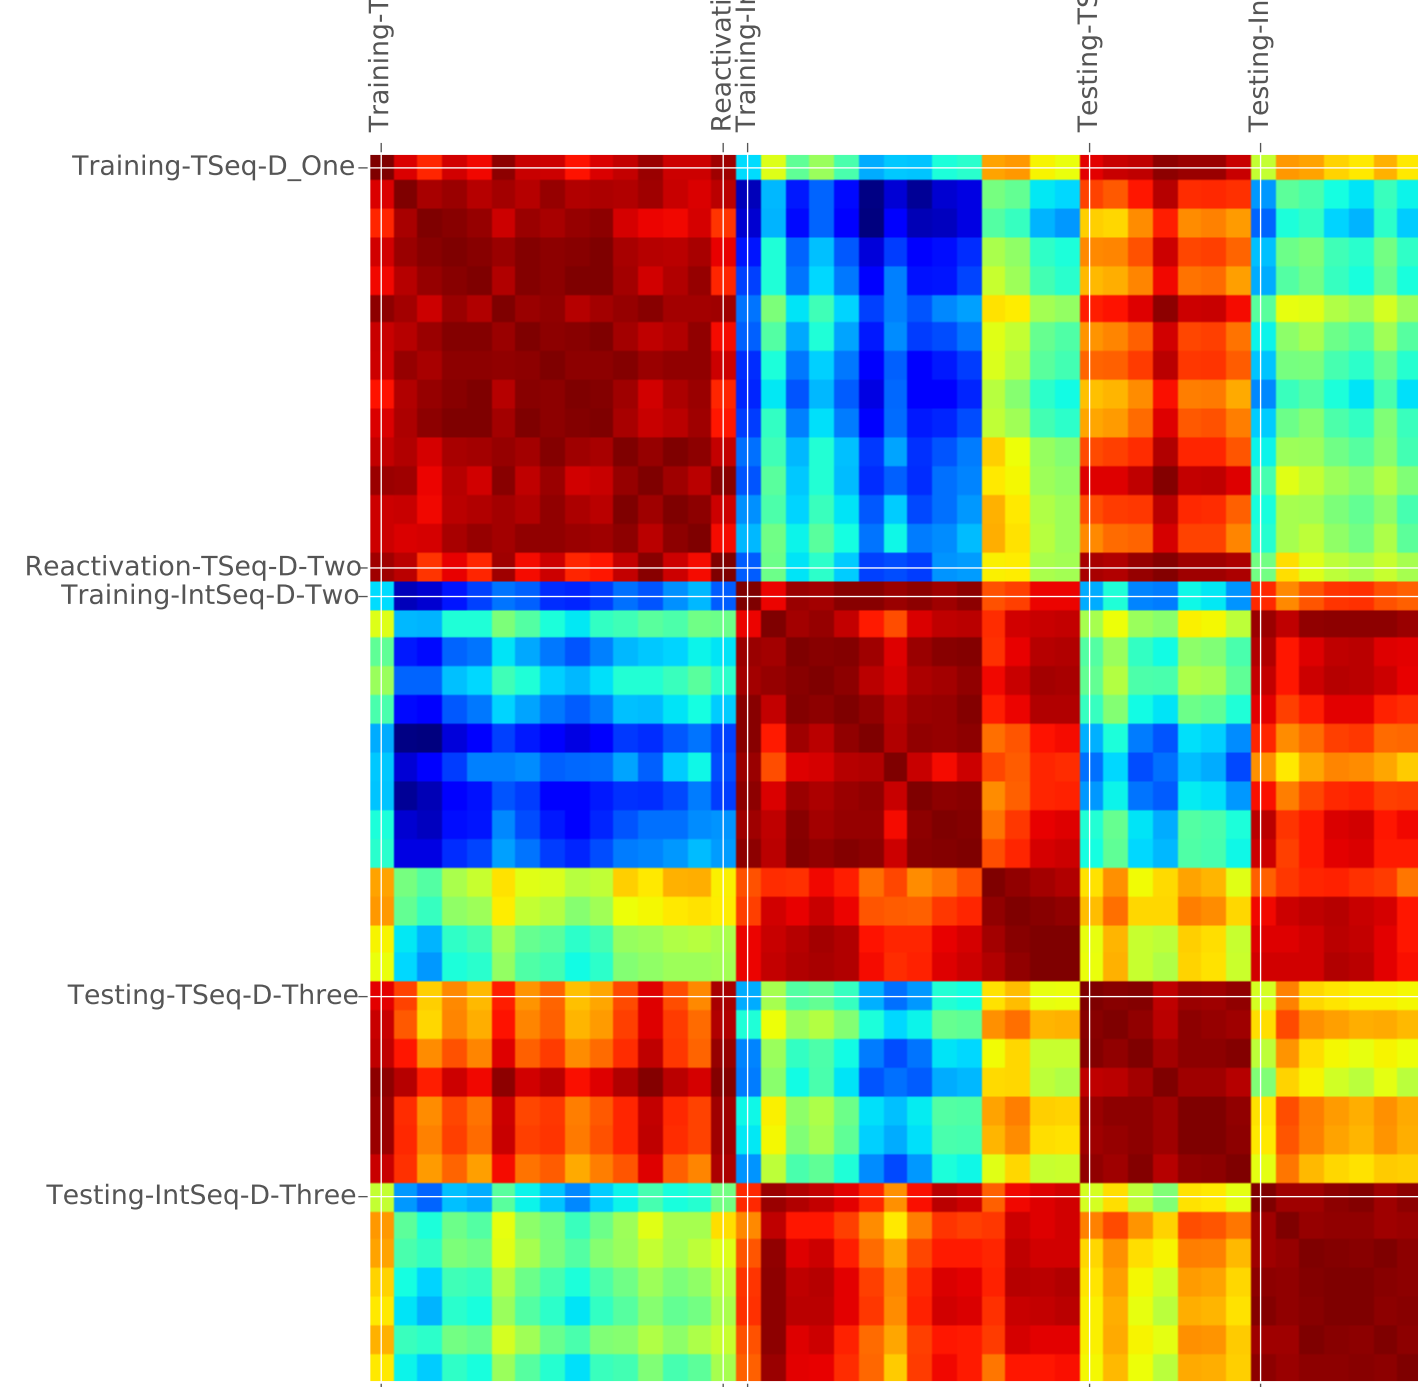 Training-T
Reactivati
Training-In
Testing-TS
Testing-In
Training-TSeq-D_One
Reactivation-TSeq-D-Two
Training-IntSeq-D-Two
Testing-TSeq-D-Three
Testing-IntSeq-D-Three